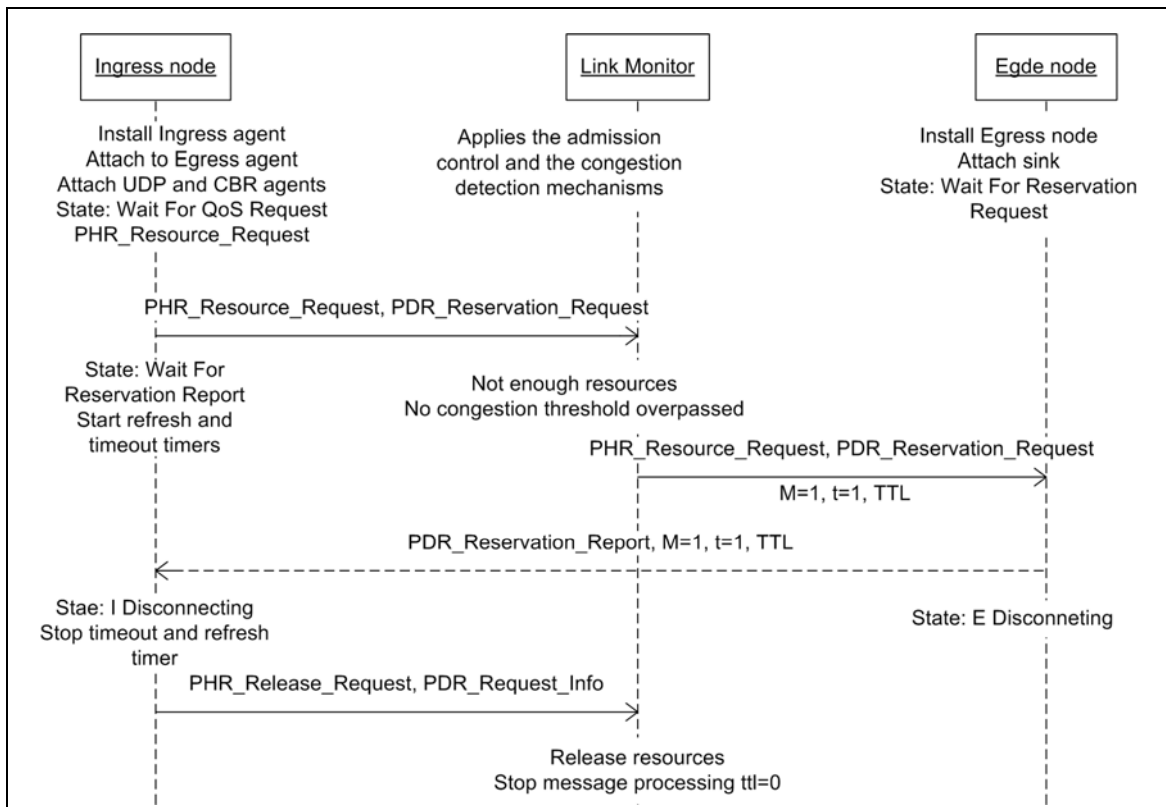 Ingress node
Link Monitor
Egde node
Install Ingress agent
Attach to Egress agent
Attach UDP and CBR agents
State: Wait For QoS Request
PHR_Resource_Request
Applies the admission
control and the congestion
detection mechanisms
Install Egress node
Attach sink
State: Wait For Reservation
Request
PHR_Resource_Request, PDR_Reservation_Request
State: Wait For
Reservation Report
Start refresh and
timeout timers
Not enough resources
No congestion threshold overpassed
PHR_Resource_Request, PDR_Reservation_Request
M=1, t=1, TTL
PDR_Reservation_Report, M=1, t=1, TTL
Stae: I Disconnecting
Stop timeout and refresh
timer
State: E Disconneting
PHR_Release_Request, PDR_Request_Info
Release resources
Stop message processing ttl=0